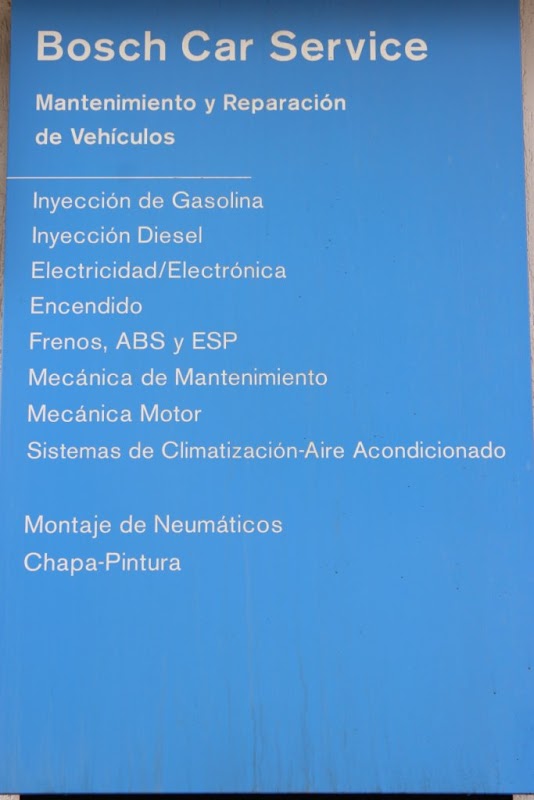 Bosch Car Service
Mantenimiento y Reparación
de Vehículos
Inyección de Gasolina
Inyección Diesel
Electricidad/Electrónica
Encendido
Frenos, ABS y ESP
Mecánica de Mantenimiento
Mecánica Motor
Sistemas de Climatización-Aire Acondicionado
Montaje de Neumáticos
Chapa-Pintura